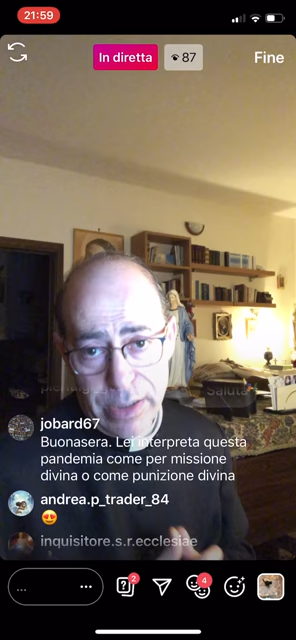 21:59
In diretta
87
Fine
Saluta
jobard67
Buonasera. Lei interpreta questa
pandemia come per missione
divina o come punizione divina
andrea.p_trader_84
inquisitore.s.r.ecclesiae
...
2
4